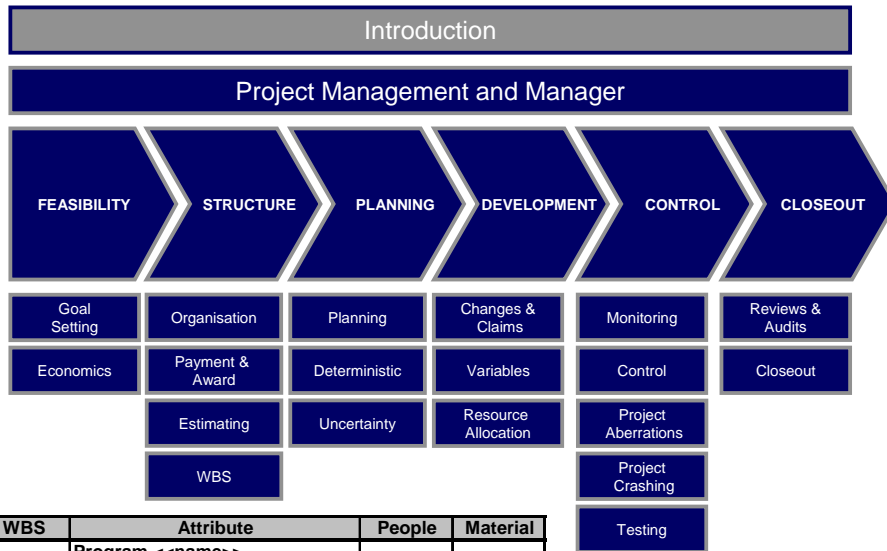 Introduction
Project Management and Manager
FEASIBILITY
STRUCTURE
PLANNING
DEVELOPMENT
CONTROL
CLOSEOUT
Goal
Setting
Organisation
Planning
Changes &
Claims
Monitoring
Reviews &
Audits
Economics
Payment &
Award
Deterministic
Variables
Control
Closeout
Estimating
Uncertainty
Resource
Allocation
Project
Aberrations
WBS
Project
Crashing
Testing
WBS Attribute People Material
Program <<name>>